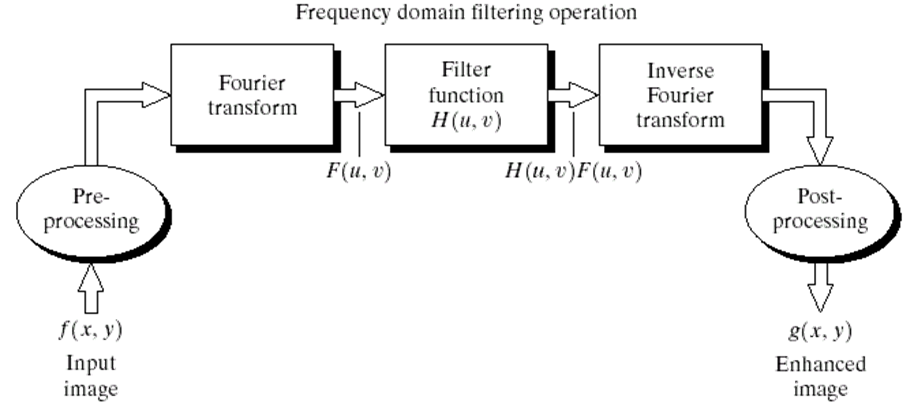 Frequency domain filtering operation
Fourier
transform
Filter
function
H(u, v)
Inverse
Fourier
transform
F(u, v)
H(u, v)F(u, v)
Pre-
processing
Post-
processing
f(x, y)
Input
image
g(x, y)
Enhanced
image